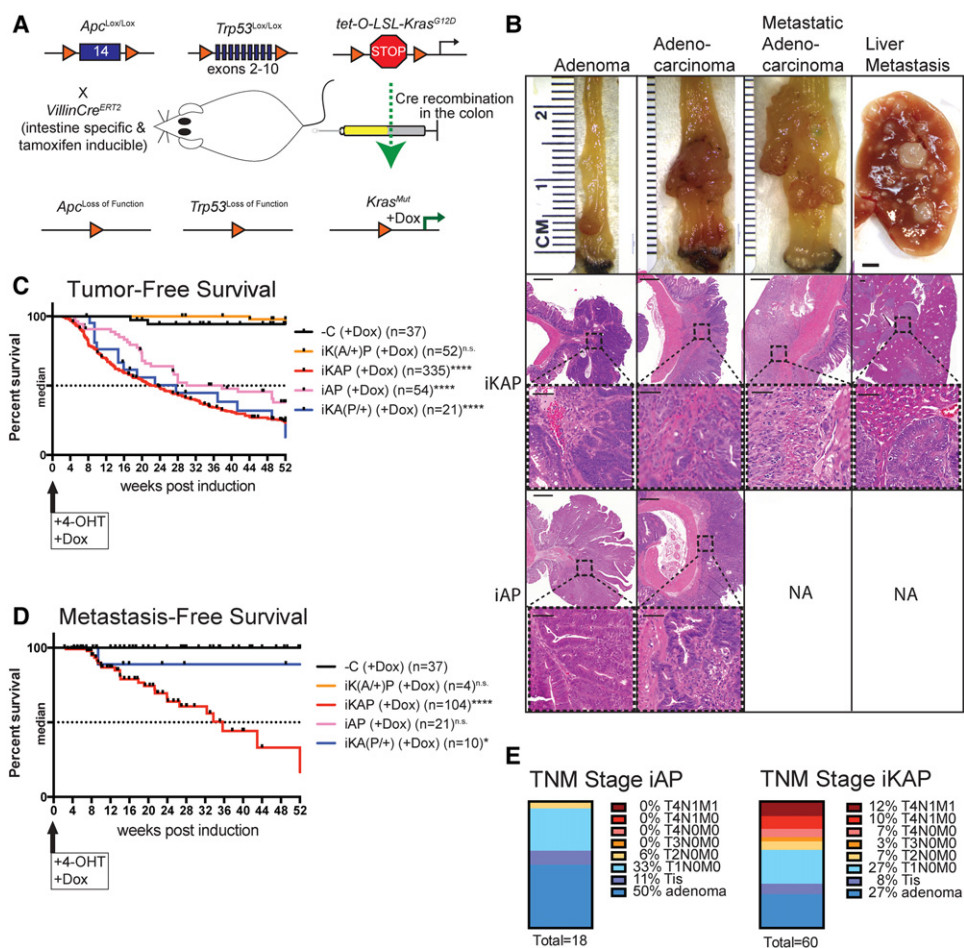 A
Apc^Lox/Lox
Trp53^Lox/Lox
tet-O-LSL-Kras^G12D
14
STOP
exons 2-10
X
VillinCre^ERT2
(intestine specific &
tamoxifen inducible)
Cre recombination
in the colon
Apc^Loss of Function
Trp53^Loss of Function
Kras^Mut
+Dox
B
Adenoma
Adeno-
carcinoma
Metastatic
Adeno-
carcinoma
Liver
Metastasis
2
1
CM
iKAP
iAP
NA
NA
C
Tumor-Free Survival
Percent survival
median
100
50
0
0 4 8 12 16 20 24 28 32 36 40 44 48 52
weeks post induction
+4-OHT
+Dox
-C (+Dox) (n=37)
iK(A/+)P (+Dox) (n=52)^n.s.
iKAP (+Dox) (n=335)****
iAP (+Dox) (n=54)****
iKA(P/+) (+Dox) (n=21)****
D
Metastasis-Free Survival
Percent survival
median
100
50
0
0 4 8 12 16 20 24 28 32 36 40 44 48 52
weeks post induction
+4-OHT
+Dox
-C (+Dox) (n=37)
iK(A/+)P (+Dox) (n=4)^n.s.
iKAP (+Dox) (n=104)****
iAP (+Dox) (n=21)^n.s.
iKA(P/+) (+Dox) (n=10)*
E
TNM Stage iAP
0% T4N1M1
0% T4N1M0
0% T4N0M0
0% T3N0M0
6% T2N0M0
33% T1N0M0
11% Tis
50% adenoma
Total=18
TNM Stage iKAP
12% T4N1M1
10% T4N1M0
7% T4N0M0
3% T3N0M0
7% T2N0M0
27% T1N0M0
8% Tis
27% adenoma
Total=60